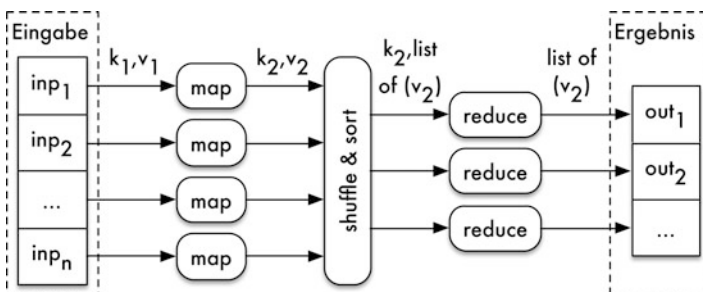 Eingabe
inp1
inp2
...
inpn
k1,v1
map
map
map
map
k2,v2
shuffle & sort
k2,list
of (v2)
reduce
reduce
reduce
list of
(v2)
Ergebnis
out1
out2
...